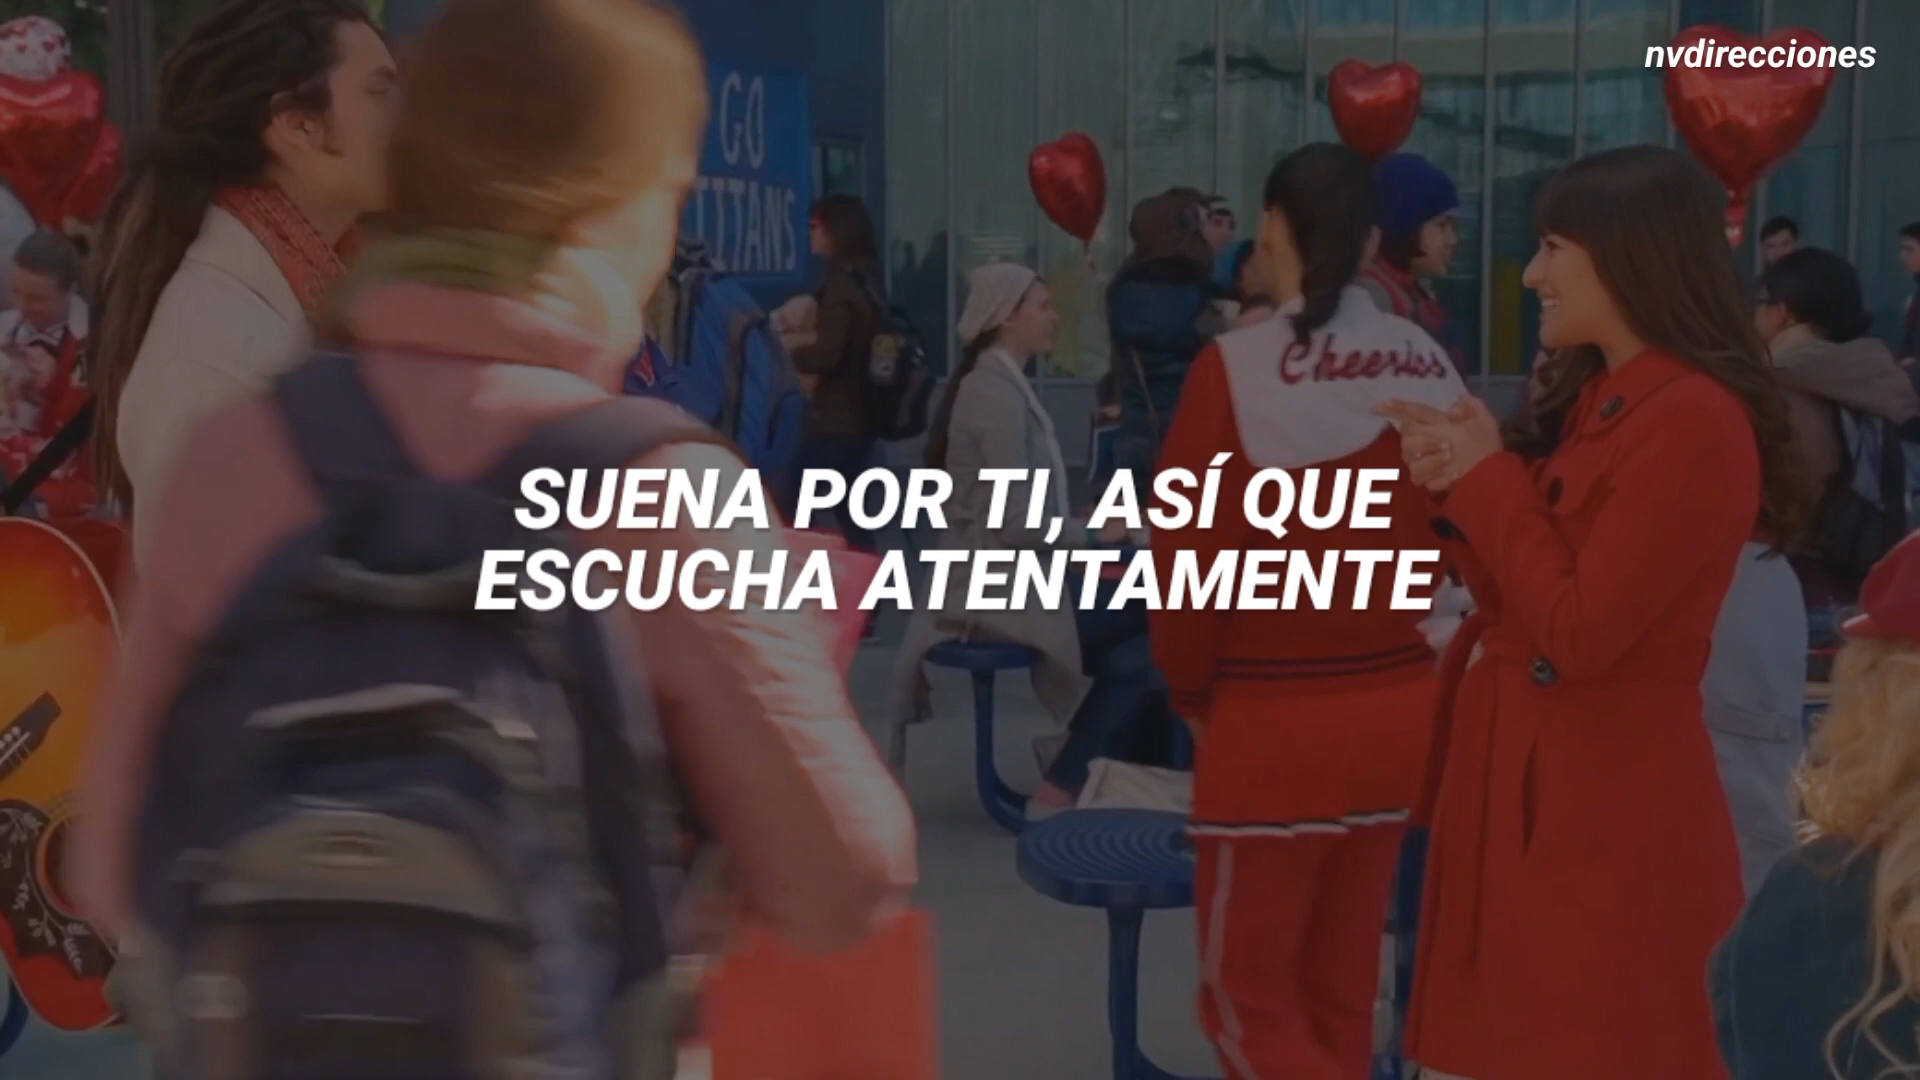 nvdirecciones
GO
TITANS
Cheerios
SUENA POR TI, ASÍ QUE
ESCUCHA ATENTAMENTE